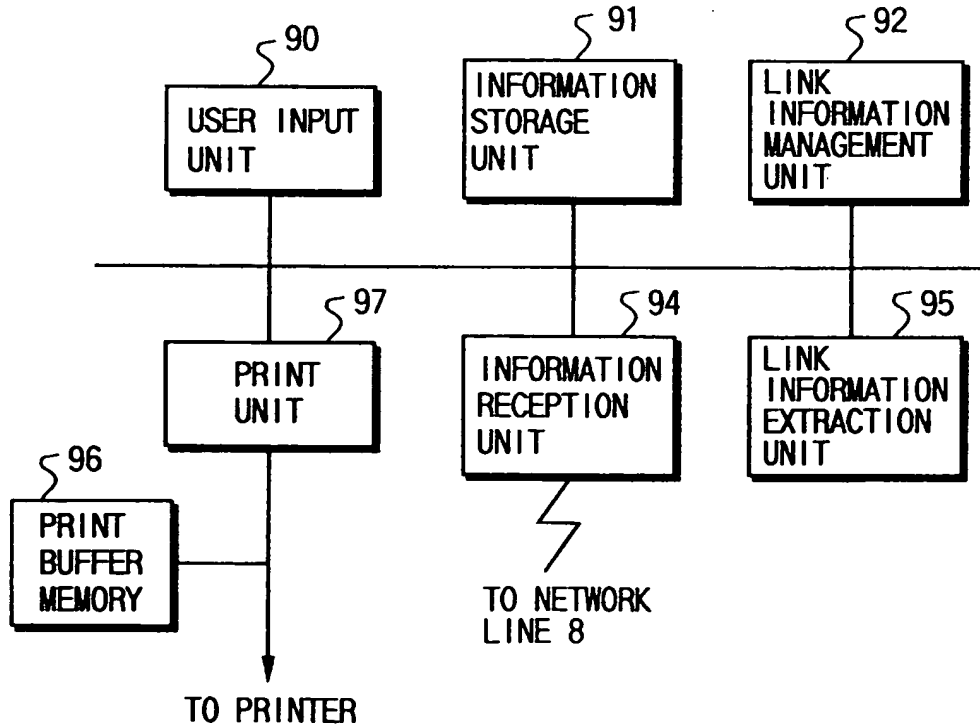 90
USER INPUT
UNIT
91
INFORMATION
STORAGE
UNIT
92
LINK
INFORMATION
MANAGEMENT
UNIT
97
PRINT
UNIT
94
INFORMATION
RECEPTION
UNIT
95
LINK
INFORMATION
EXTRACTION
UNIT
96
PRINT
BUFFER
MEMORY
TO NETWORK
LINE 8
TO PRINTER